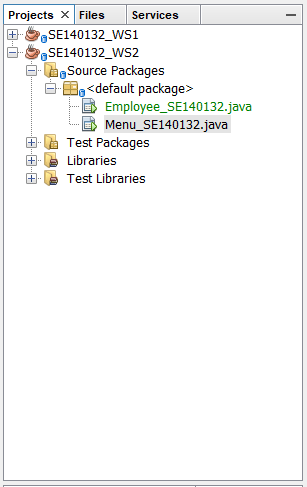 Projects Files Services
SE140132_WS1
SE140132_WS2
Source Packages
<default package>
Employee_SE140132.java
Menu_SE140132.java
Test Packages
Libraries
Test Libraries